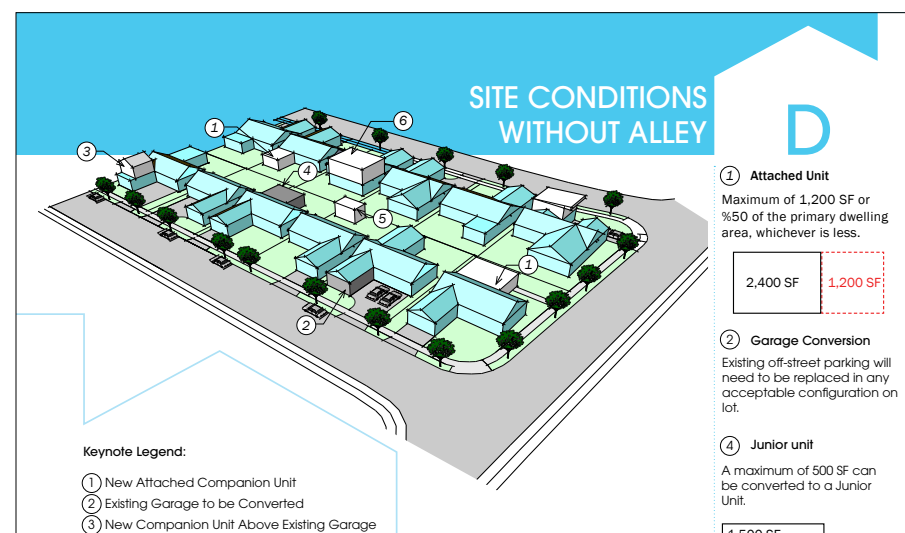 SITE CONDITIONS
WITHOUT ALLEY
D
1
6
3
4
5
1
2
1 Attached Unit
Maximum of 1,200 SF or
%50 of the primary dwelling
area, whichever is less.
2,400 SF 1,200 SF
2 Garage Conversion
Existing off-street parking will
need to be replaced in any
acceptable configuration on
lot.
4 Junior unit
A maximum of 500 SF can
be converted to a Junior
Unit.
1,500 SF
Keynote Legend:
1 New Attached Companion Unit
2 Existing Garage to be Converted
3 New Companion Unit Above Existing Garage